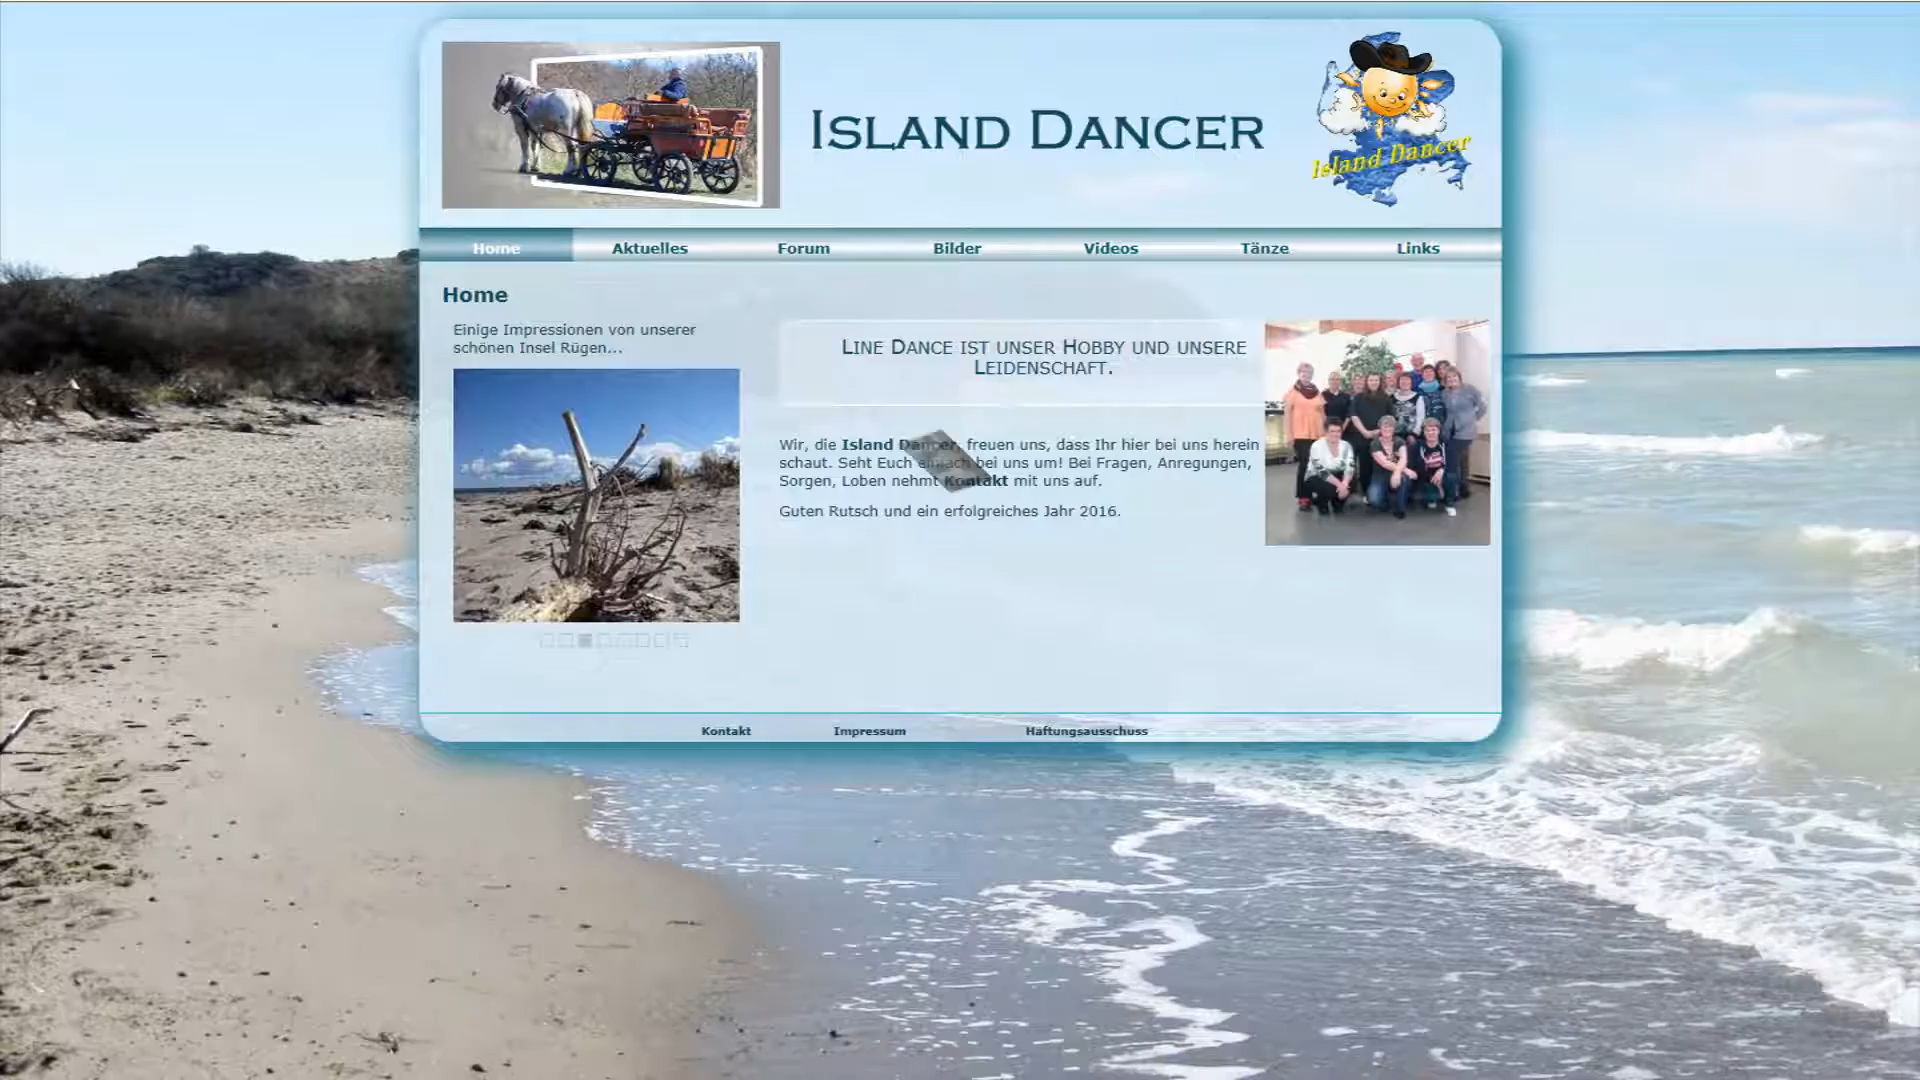 ISLAND DANCER
Island Dancer
Home
Aktuelles
Forum
Bilder
Videos
Tänze
Links
Home
Einige Impressionen von unserer
schönen Insel Rügen...
LINE DANCE IST UNSER HOBBY UND UNSERE
LEIDENSCHAFT.
Wir, die Island Dancer, freuen uns, dass Ihr hier bei uns herein
schaut. Seht Euch einfach bei uns um! Bei Fragen, Anregungen,
Sorgen, Loben nehmt Kontakt mit uns auf.
Guten Rutsch und ein erfolgreiches Jahr 2016.
Kontakt
Impressum
Haftungsausschuss